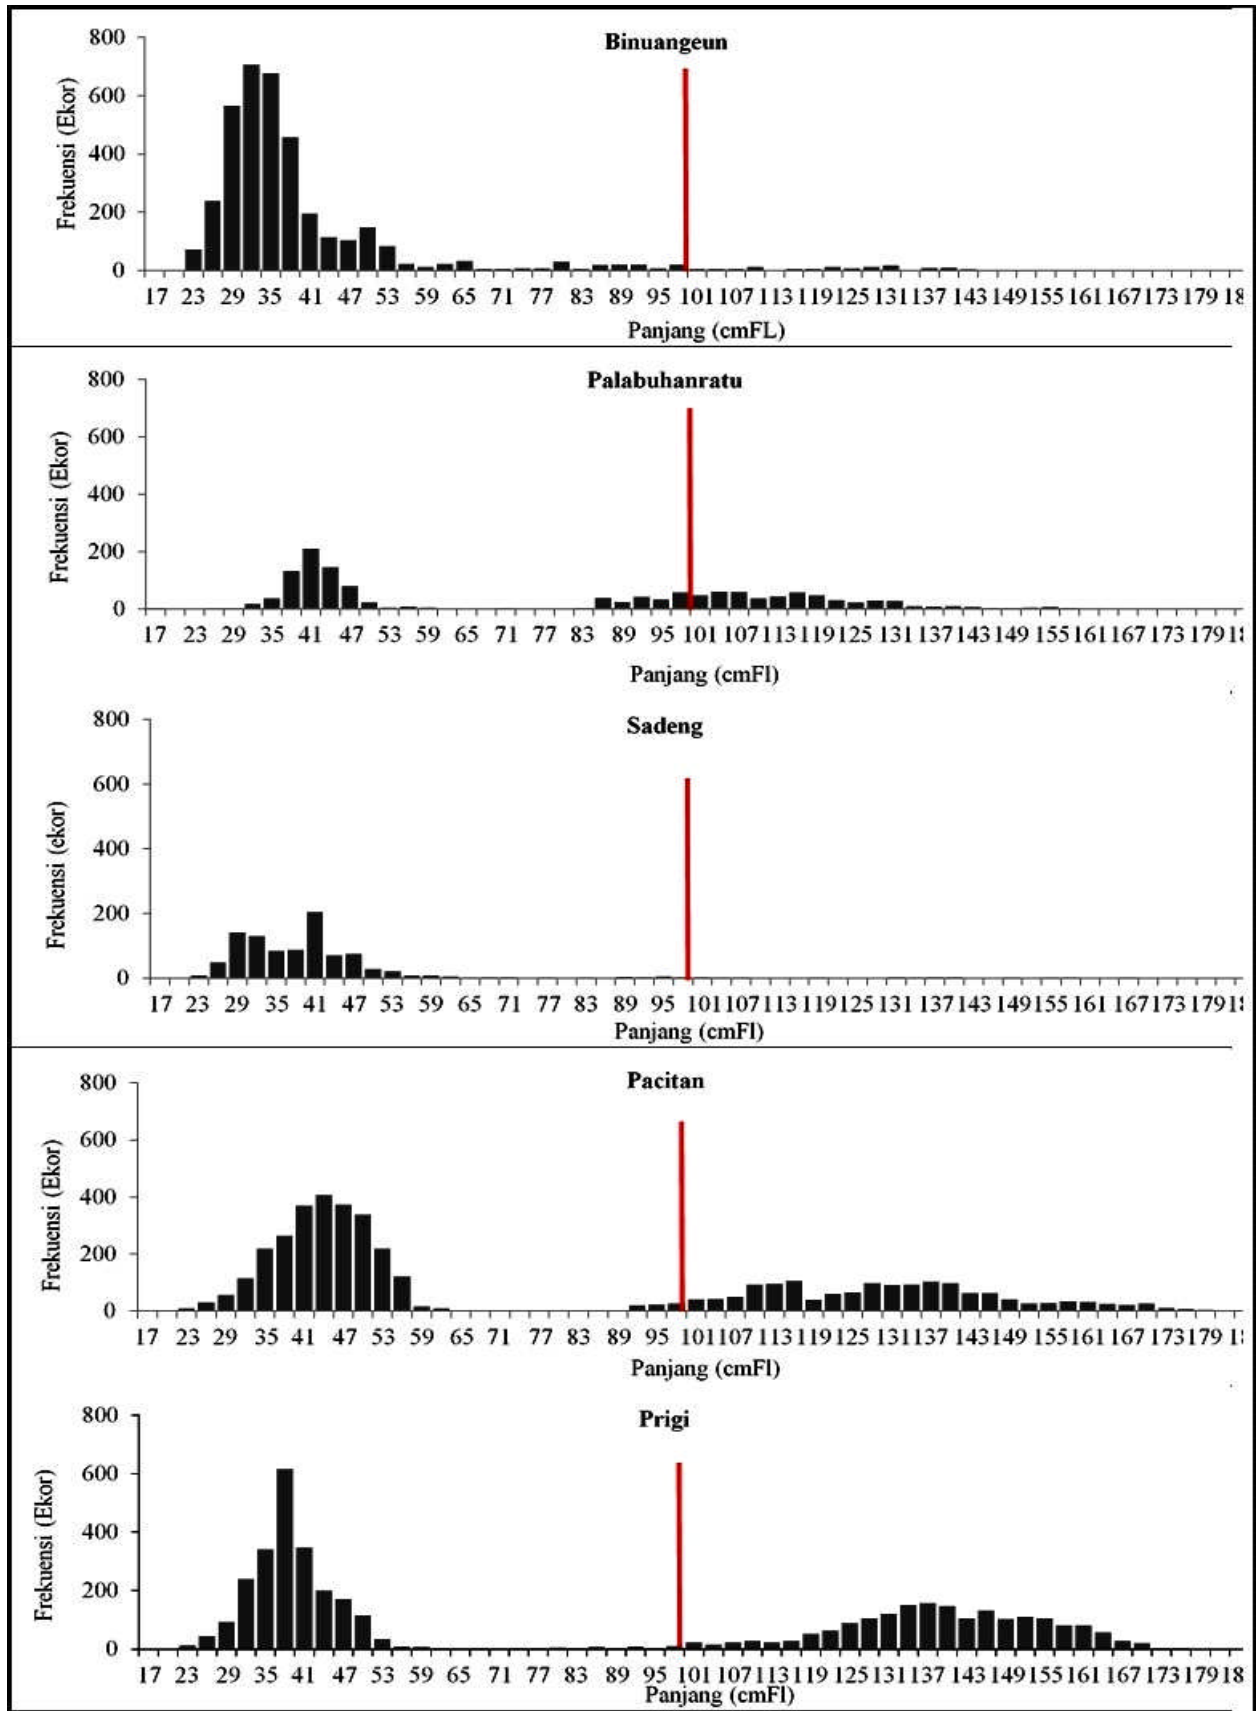 Binuangeun
Frekuensi (Ekor)
800
600
400
200
0
17 23 29 35 41 47 53 59 65 71 77 83 89 95 101 107 113 119 125 131 137 143 149 155 161 167 173 179 18
Panjang (cmFL)
Palabuhanratu
Frekuensi (Ekor)
800
600
400
200
0
17 23 29 35 41 47 53 59 65 71 77 83 89 95 101 107 113 119 125 131 137 143 149 155 161 167 173 179
Panjang (cmFl)
Sadeng
Frekuensi (ekor)
800
600
400
200
0
17 23 29 35 41 47 53 59 65 71 77 83 89 95 101 107 113 119 125 131 137 143 149 155 161 167 173 179
Panjang (cmFl)
Pacitan
Frekuensi (Ekor)
800
600
400
200
0
17 23 29 35 41 47 53 59 65 71 77 83 89 95 101 107 113 119 125 131 137 143 149 155 161 167 173 179
Panjang (cmFl)
Prigi
Frekuensi (Ekor)
800
600
400
200
0
17 23 29 35 41 47 53 59 65 71 77 83 89 95 101 107 113 119 125 131 137 143 149 155 161 167 173 179 18
Panjang (cmFl)